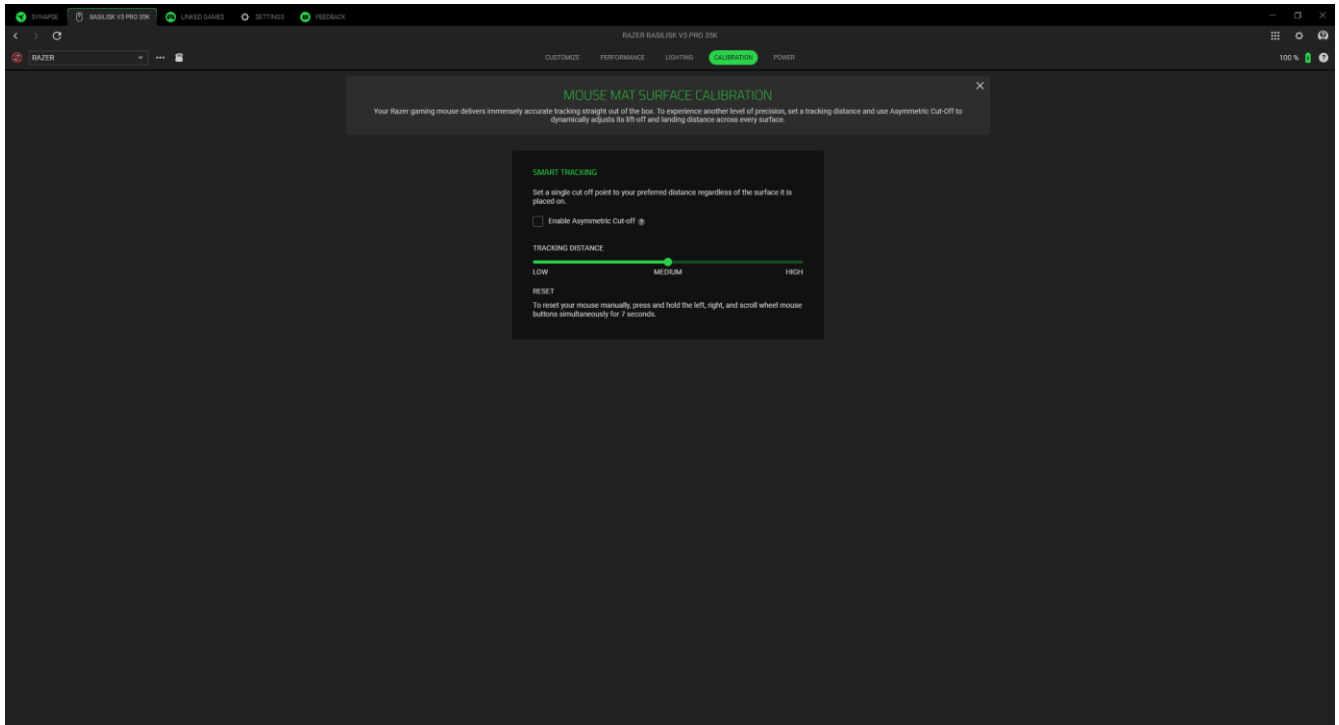 SYNAPSE BASILISK V3 PRO 35K LINKED GAMES SETTINGS FEEDBACK
RAZER BASILISK V3 PRO 35K
RAZER CUSTOMIZE PERFORMANCE LIGHTING CALIBRATION POWER 100 %
MOUSE MAT SURFACE CALIBRATION
Your Razer gaming mouse delivers immensely accurate tracking straight out of the box. To experience another level of precision, set a tracking distance and use Asymmetric Cut-Off to
dynamically adjusts its lift-off and landing distance across every surface.
SMART TRACKING
Set a single cut off point to your preferred distance regardless of the surface it is
placed on.
Enable Asymmetric Cut-off
TRACKING DISTANCE
LOW MEDIUM HIGH
RESET
To reset your mouse manually, press and hold the left, right, and scroll wheel mouse
buttons simultaneously for 7 seconds.